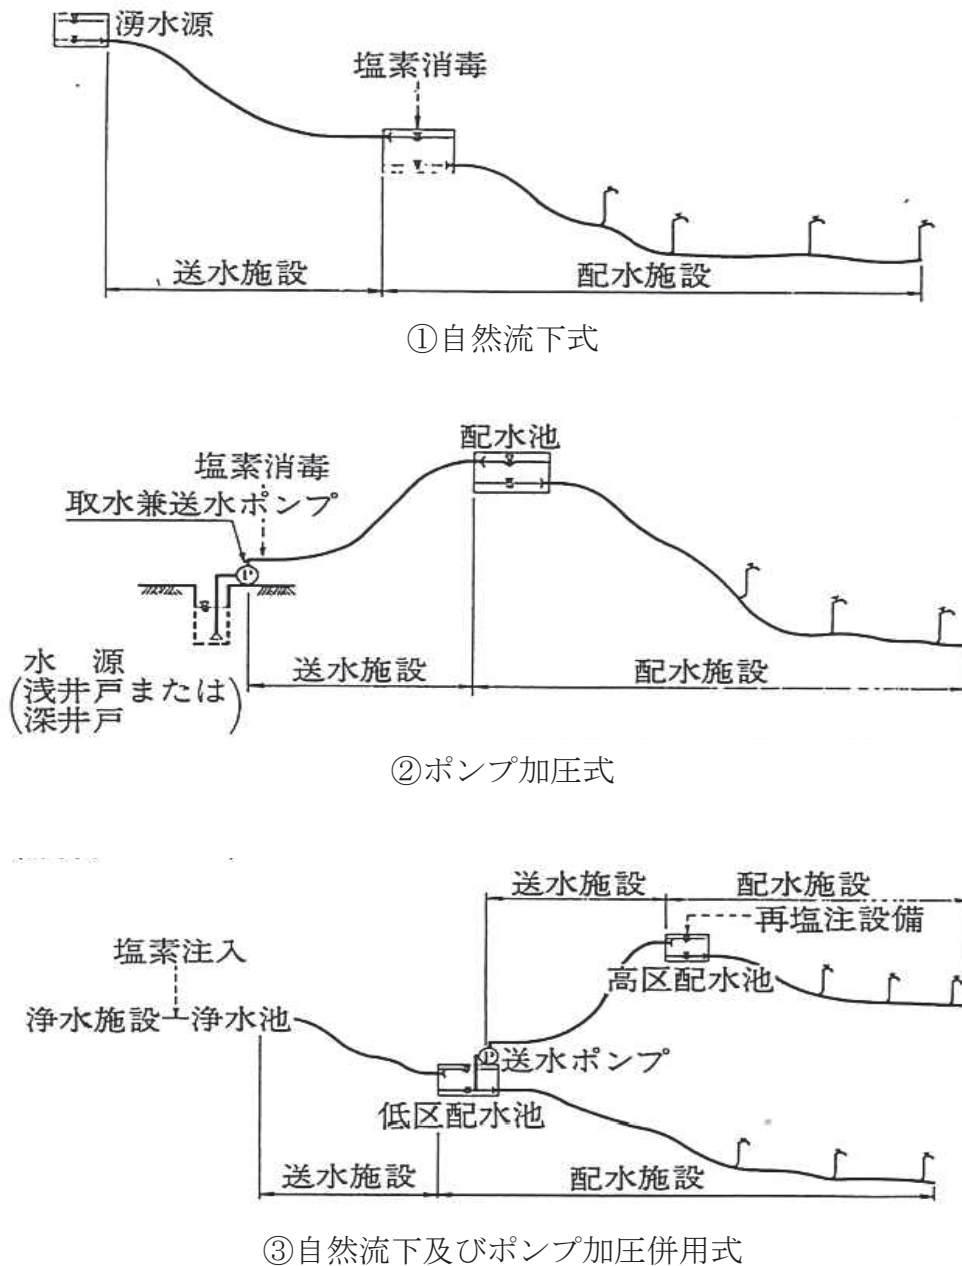 湧水源
塩素消毒
送水施設
配水施設
①自然流下式
配水池
塩素消毒
取水兼送水ポンプ
P
水 源
(浅井戸または
深井戸)
送水施設
配水施設
②ポンプ加圧式
送水施設
配水施設
再塩注設備
塩素注入
高区配水池
浄水施設
浄水池
P
送水ポンプ
低区配水池
送水施設
配水施設
③自然流下及びポンプ加圧併用式